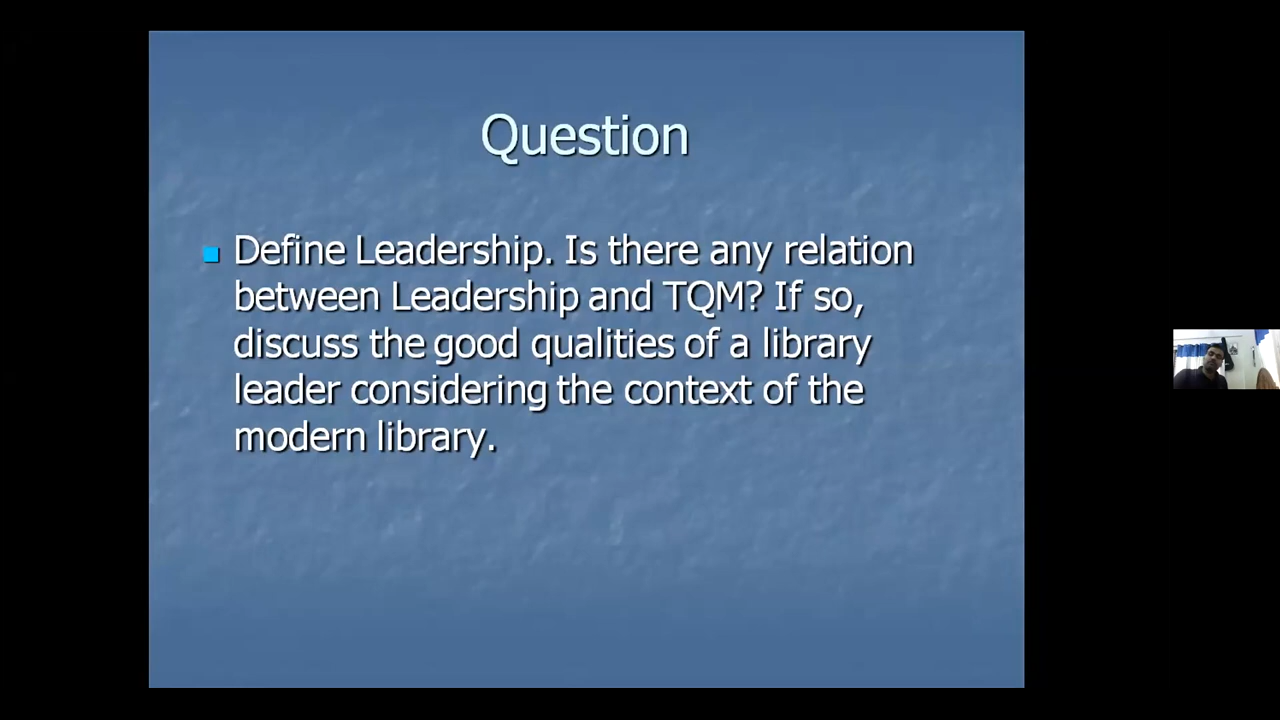 Question
Define Leadership. Is there any relation
between Leadership and TQM? If so,
discuss the good qualities of a library
leader considering the context of the
modern library.